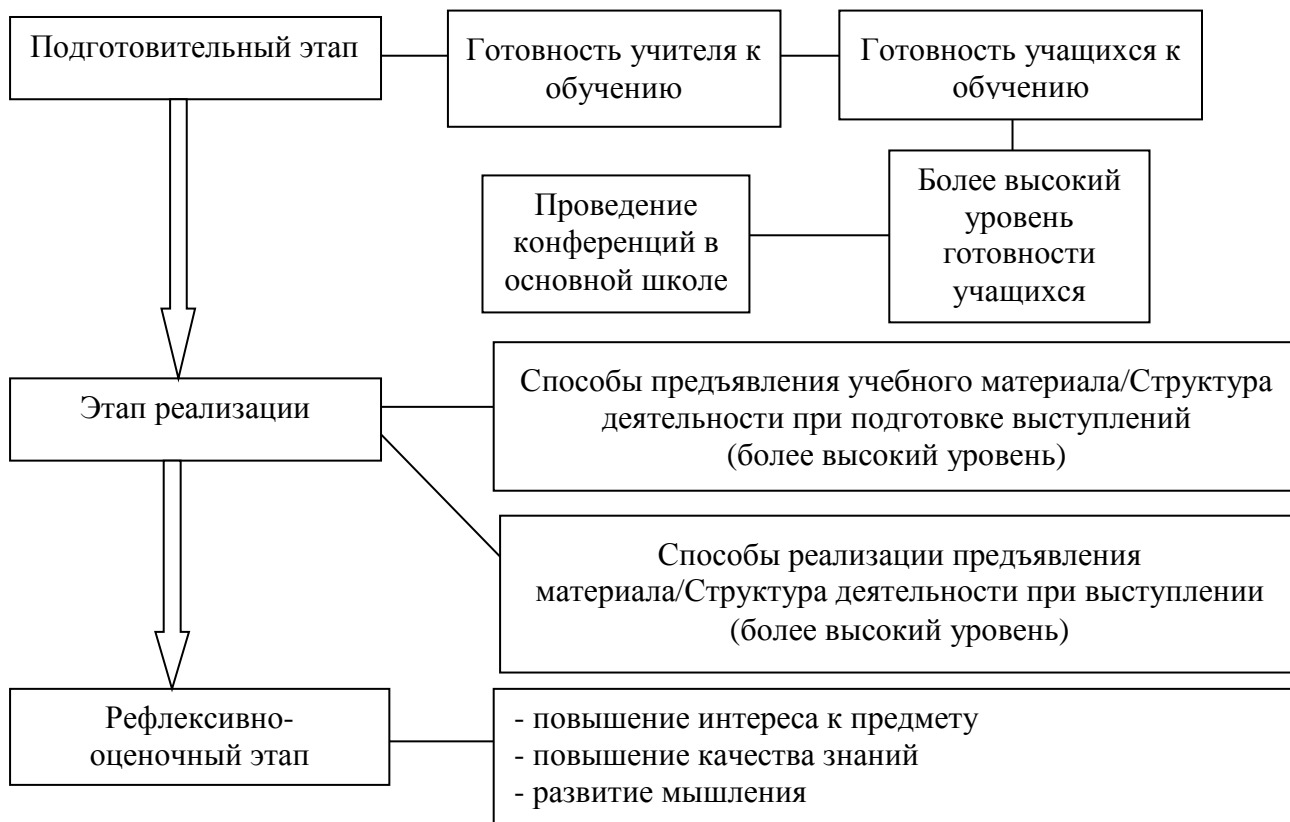 Подготовительный этап
Готовность учителя к
обучению
Готовность учащихся к
обучению
Более высокий
уровень
готовности
учащихся
Проведение
конференций в
основной школе
Этап реализации
Способы предъявления учебного материала/Структура
деятельности при подготовке выступлений
(более высокий уровень)
Способы реализации предъявления
материала/Структура деятельности при выступлении
(более высокий уровень)
Рефлексивно-
оценочный этап
- повышение интереса к предмету
- повышение качества знаний
- развитие мышления